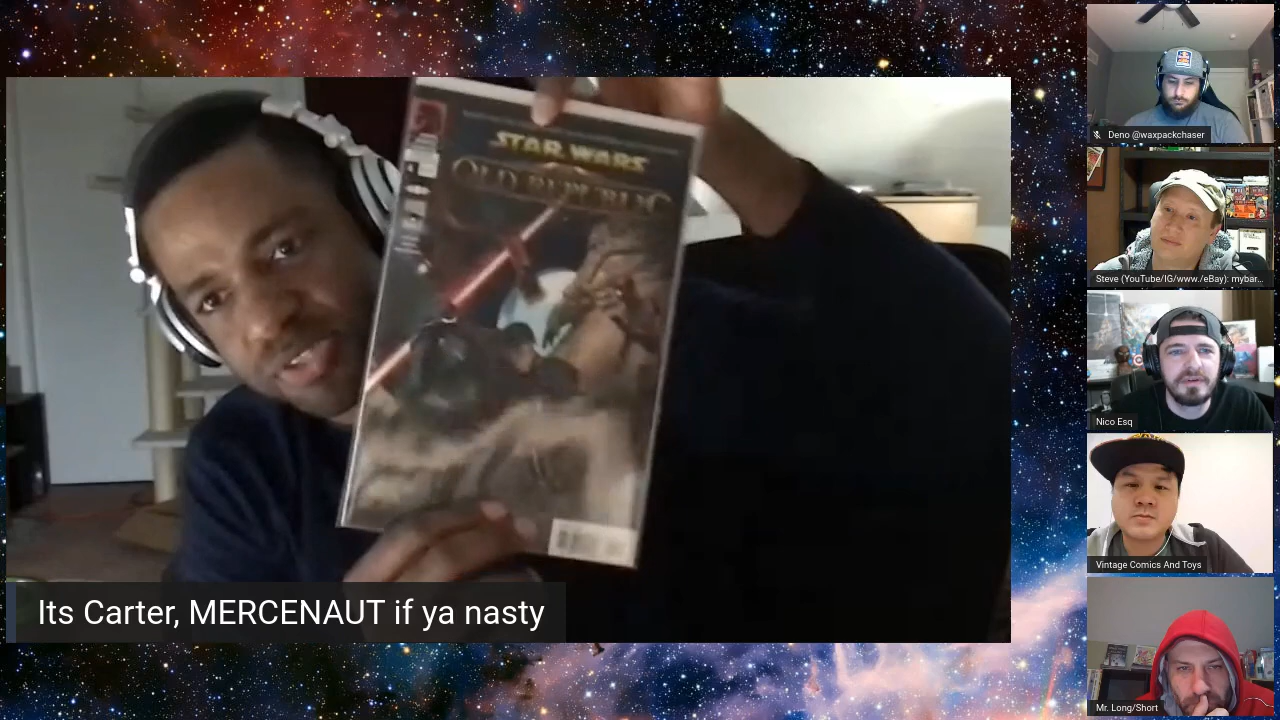 STAR WARS
OLD REPUBLIC
Its Carter, MERCENAUT if ya nasty
Deno @waxpackchaser
Steve (YouTube/IG/www./eBay): mybar...
Nico Esq
Vintage Comics And Toys
Mr. Long/Short